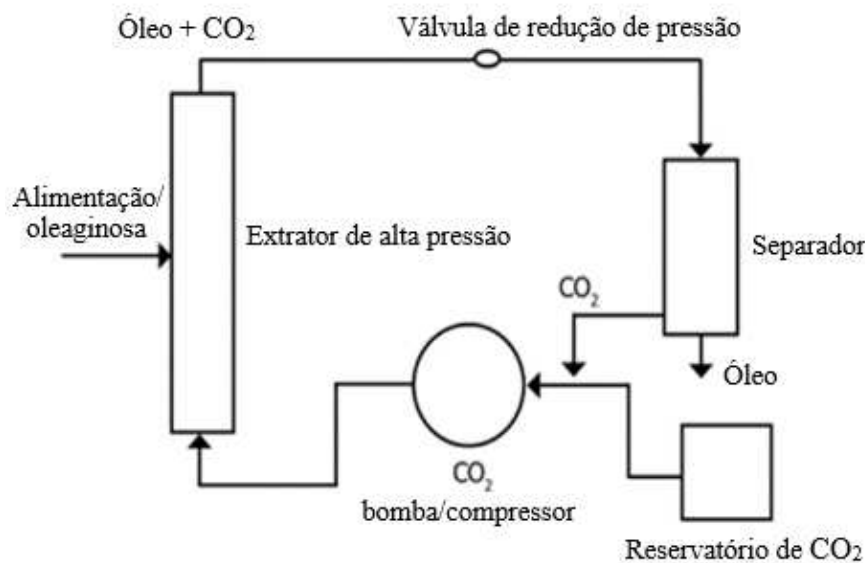 Óleo + CO₂
Válvula de redução de pressão
Alimentação/
oleaginosa
Extrator de alta pressão
Separador
CO₂
Óleo
CO₂
bomba/compressor
Reservatório de CO₂